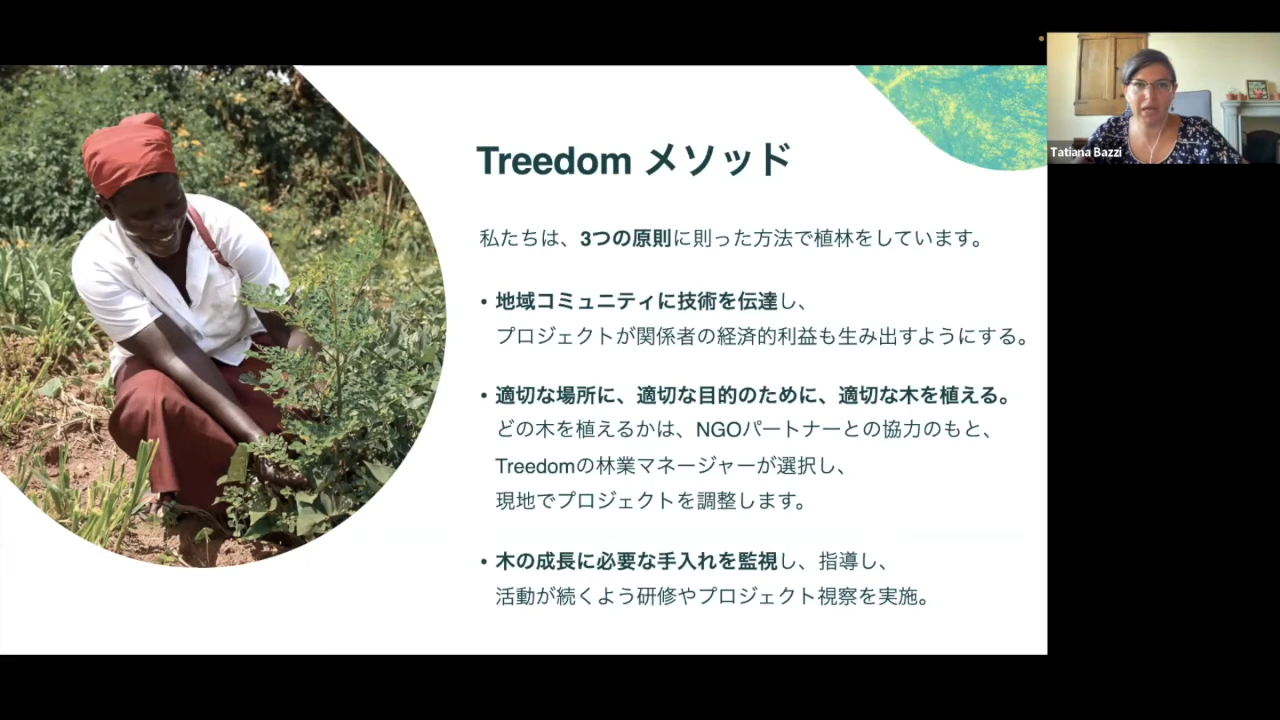 Treedom メソッド
私たちは、3つの原則に則った方法で植林をしています。
• 地域コミュニティに技術を伝達し、
プロジェクトが関係者の経済的利益も生み出すようにする。
• 適切な場所に、適切な目的のために、適切な木を植える。
どの木を植えるかは、NGOパートナーとの協力のもと、
Treedomの林業マネージャーが選択し、
現地でプロジェクトを調整します。
• 木の成長に必要な手入れを監視し、指導し、
活動が続くよう研修やプロジェクト視察を実施。
Tatiana Bazzi